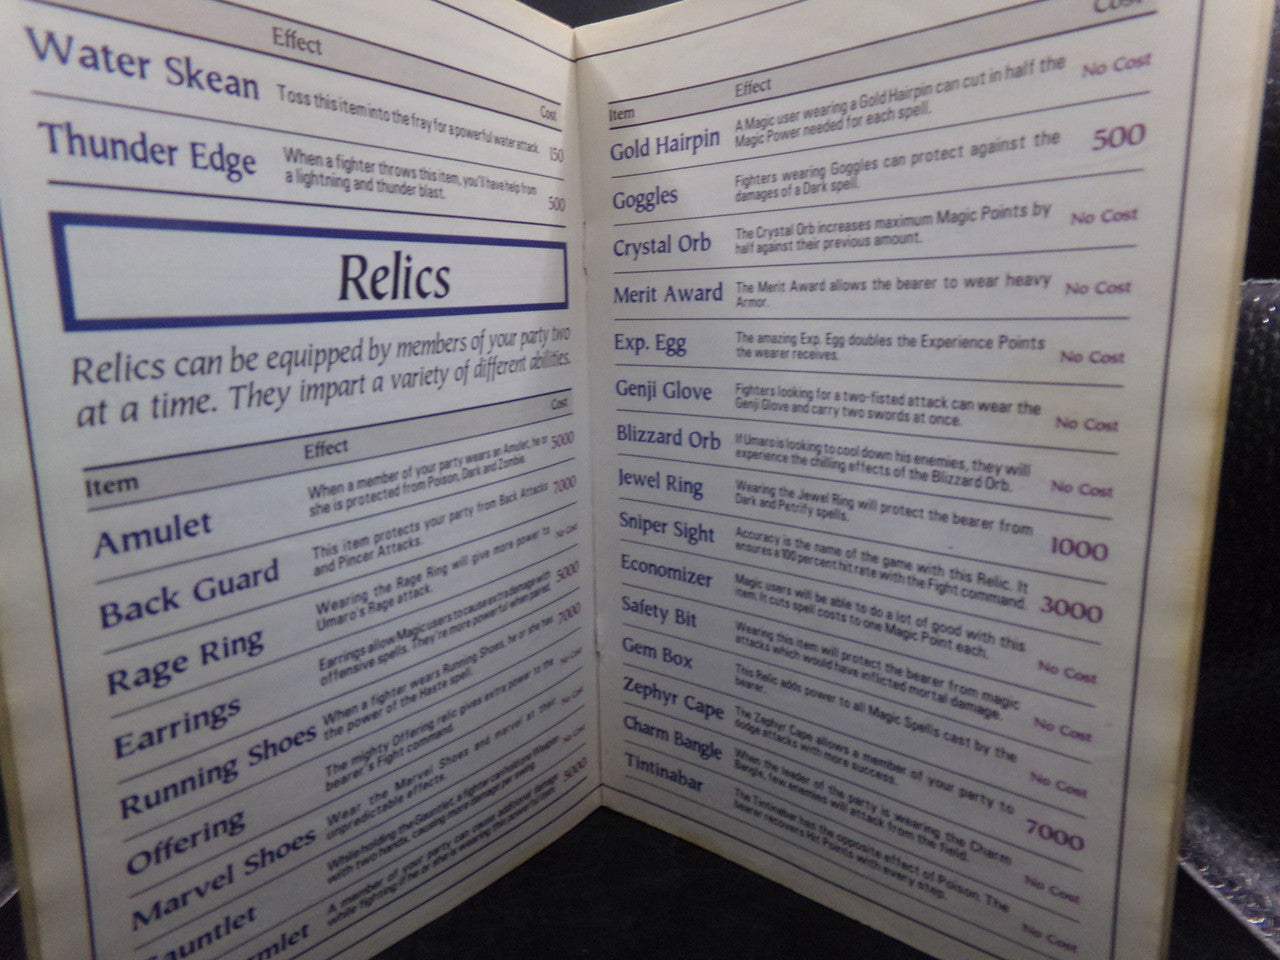 Effect
Cost
Water Skean
Toss this item into the fray for a powerful water attack.
150
Thunder Edge
When a fighter throws this item, you'll have help from
a lightning and thunder blast.
500
Relics
Relics can be equipped by members of your party two
at a time. They impart a variety of different abilities.
Item
Effect
Cost
Amulet
When a member of your party wears an Amulet, he or
she is protected from Poison, Dark and Zombie.
5000
Back Guard
This item protects your party from Back Attacks
and Pincer Attacks.
7000
Rage Ring
Wearing the Rage Ring will give more power to
Umaro's Rage attack.
No Cost
Earrings
Earrings allow Magic users to cause extra damage with
offensive spells. They're more powerful when paired.
5000
Running Shoes
When a fighter wears Running Shoes, he or she has
the power of the Haste spell.
7000
Offering
The mighty Offering relic gives extra power to the
bearer's Fight command.
No Cost
Marvel Shoes
Wear the Marvel Shoes and marvel at their
unpredictable effects.
No Cost
auntlet
While holding the Gauntlet, a fighter can hold one Weapon
with two hands, causing more damage per swing.
No Cost
mlet
A member of your party can cause additional damage
while fighting if he or she is wearing this powerful item.
5000
Item
Effect
Cost
Gold Hairpin
A Magic user wearing a Gold Hairpin can cut in half the
Magic Power needed for each spell.
No Cost
Goggles
Fighters wearing Goggles can protect against the
damages of a Dark spell.
500
Crystal Orb
The Crystal Orb increases maximum Magic Points by
half against their previous amount.
No Cost
Merit Award
The Merit Award allows the bearer to wear heavy
Armor.
No Cost
Exp. Egg
The amazing Exp. Egg doubles the Experience Points
the wearer receives.
No Cost
Genji Glove
Fighters looking for a two-fisted attack can wear the
Genji Glove and carry two swords at once.
No Cost
Blizzard Orb
If Umaro is looking to cool down his enemies, they will
experience the chilling effects of the Blizzard Orb.
No Cost
Jewel Ring
Wearing the Jewel Ring will protect the bearer from
Dark and Petrify spells.
1000
Sniper Sight
Accuracy is the name of the game with this Relic. It
ensures a 100 percent hit rate with the Fight command.
3000
Economizer
Magic users will be able to do a lot of good with this
item. It cuts spell costs to one Magic Point each.
No Cost
Safety Bit
Wearing this item will protect the bearer from magic
attacks which would have inflicted mortal damage.
No Cost
Gem Box
This Relic adds power to all Magic Spells cast by the
bearer.
No Cost
Zephyr Cape
The Zephyr Cape allows a member of your party to
dodge attacks with more success.
7000
Charm Bangle
When the leader of the party is wearing the Charm
Bangle, few enemies will attack from the field.
No Cost
Tintinabar
The Tintinabar has the opposite effect of Poison. The
bearer recovers Hit Points with every step.
No Cost